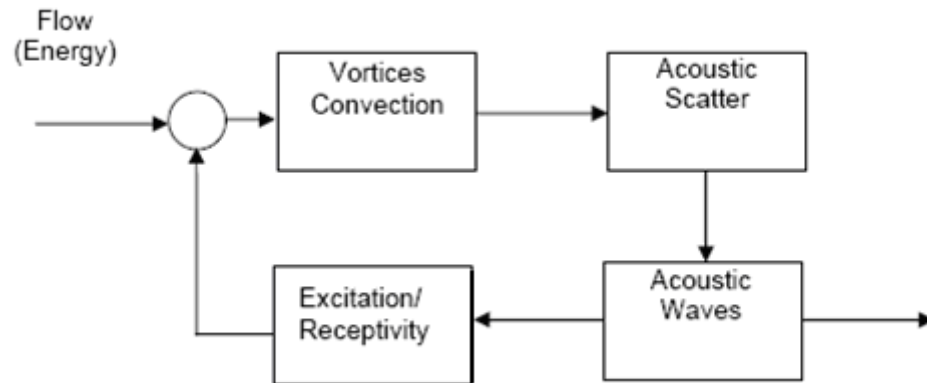 Flow
(Energy)
Vortices
Convection
Acoustic
Scatter
Excitation/
Receptivity
Acoustic
Waves